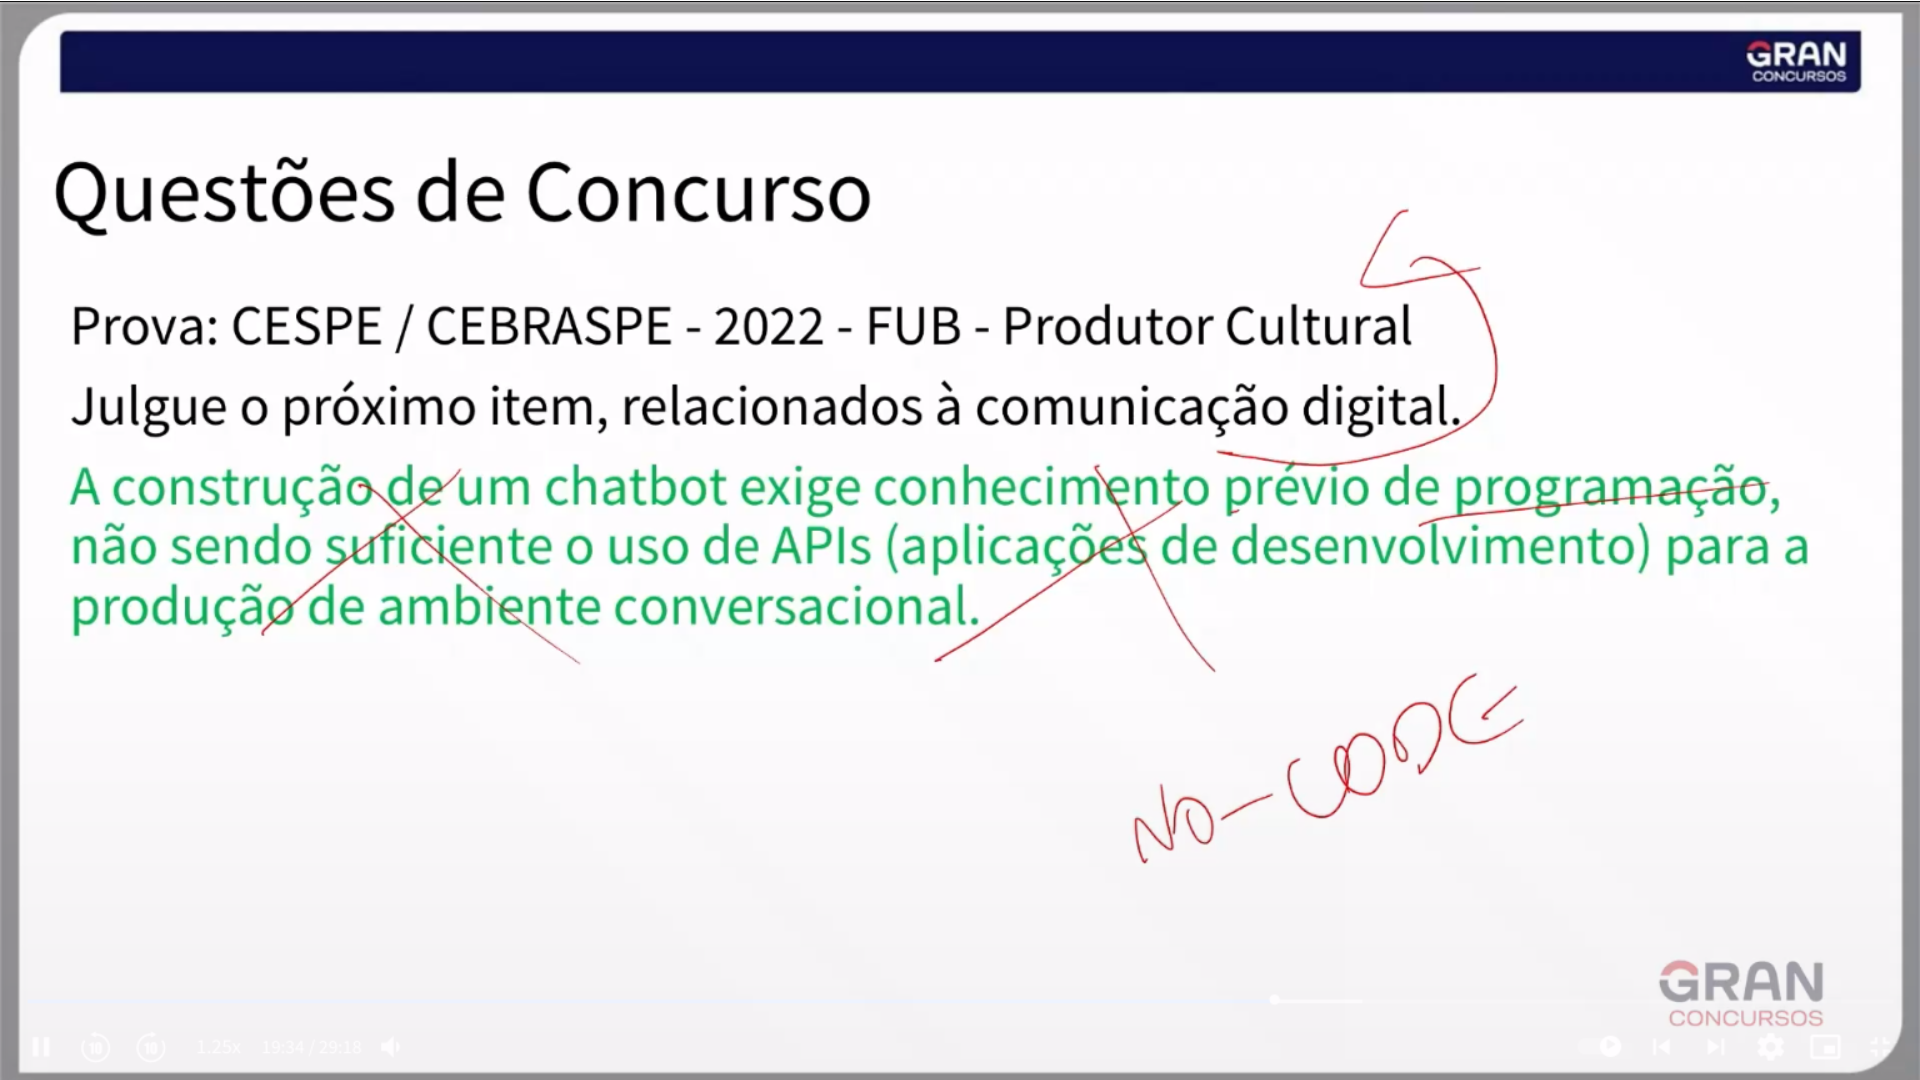 GRAN
CONCURSOS
Questões de Concurso
Prova: CESPE / CEBRASPE - 2022 - FUB - Produtor Cultural
Julgue o próximo item, relacionados à comunicação digital.
A construção de um chatbot exige conhecimento prévio de programação,
não sendo suficiente o uso de APIs (aplicações de desenvolvimento) para a
produção de ambiente conversacional.
NO-CODE
GRAN
CONCURSOS
10 10 1.25x 19:34 / 29:18